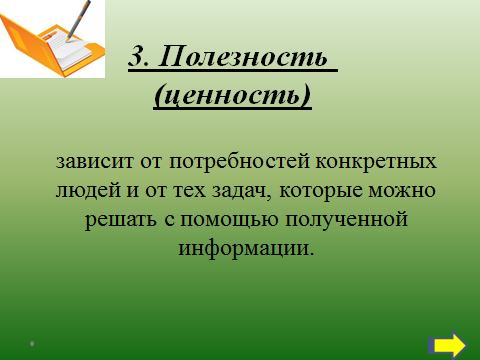 3. Полезность
(ценность)
зависит от потребностей конкретных
людей и от тех задач, которые можно
решать с помощью полученной
информации.